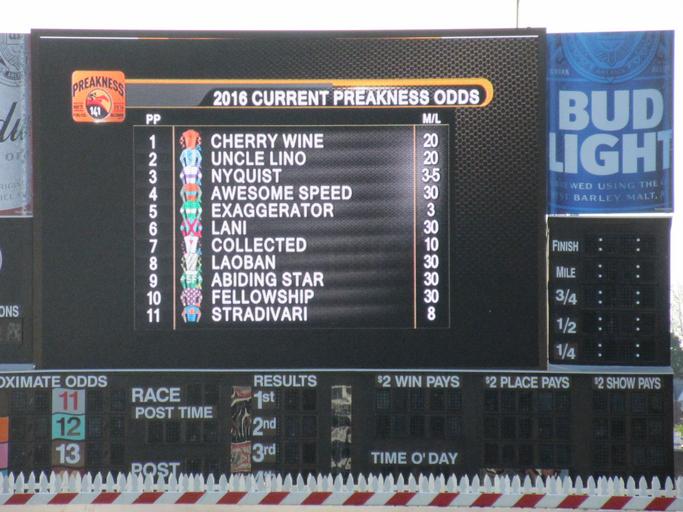 PREAKNESS
141
2016 CURRENT PREAKNESS ODDS
PP M/L
1 CHERRY WINE 20
2 UNCLE LINO 20
3 NYQUIST 3-5
4 AWESOME SPEED 30
5 EXAGGERATOR 3
6 LANI 30
7 COLLECTED 10
8 LAOBAN 30
9 ABIDING STAR 30
10 FELLOWSHIP 30
11 STRADIVARI 8
BUD
LIGHT
EWED USING THE
ST BARLEY MALT,
FINISH
MILE
3/4
1/2
1/4
ONS
OXIMATE ODDS
11
12
13
RACE
POST TIME
POST
RESULTS
1st
2nd
3rd
$2 WIN PAYS
$2 PLACE PAYS
$2 SHOW PAYS
TIME O' DAY